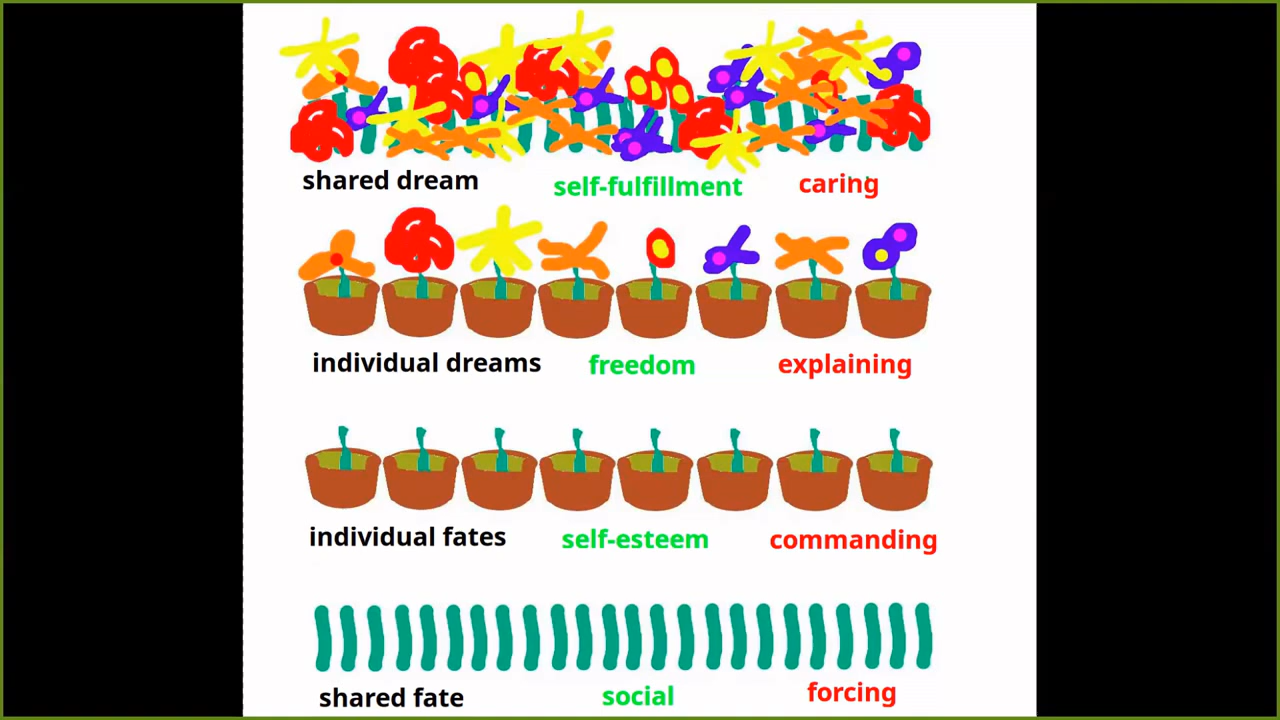 shared dream self-fulfillment caring
individual dreams freedom explaining
individual fates self-esteem commanding
shared fate social forcing